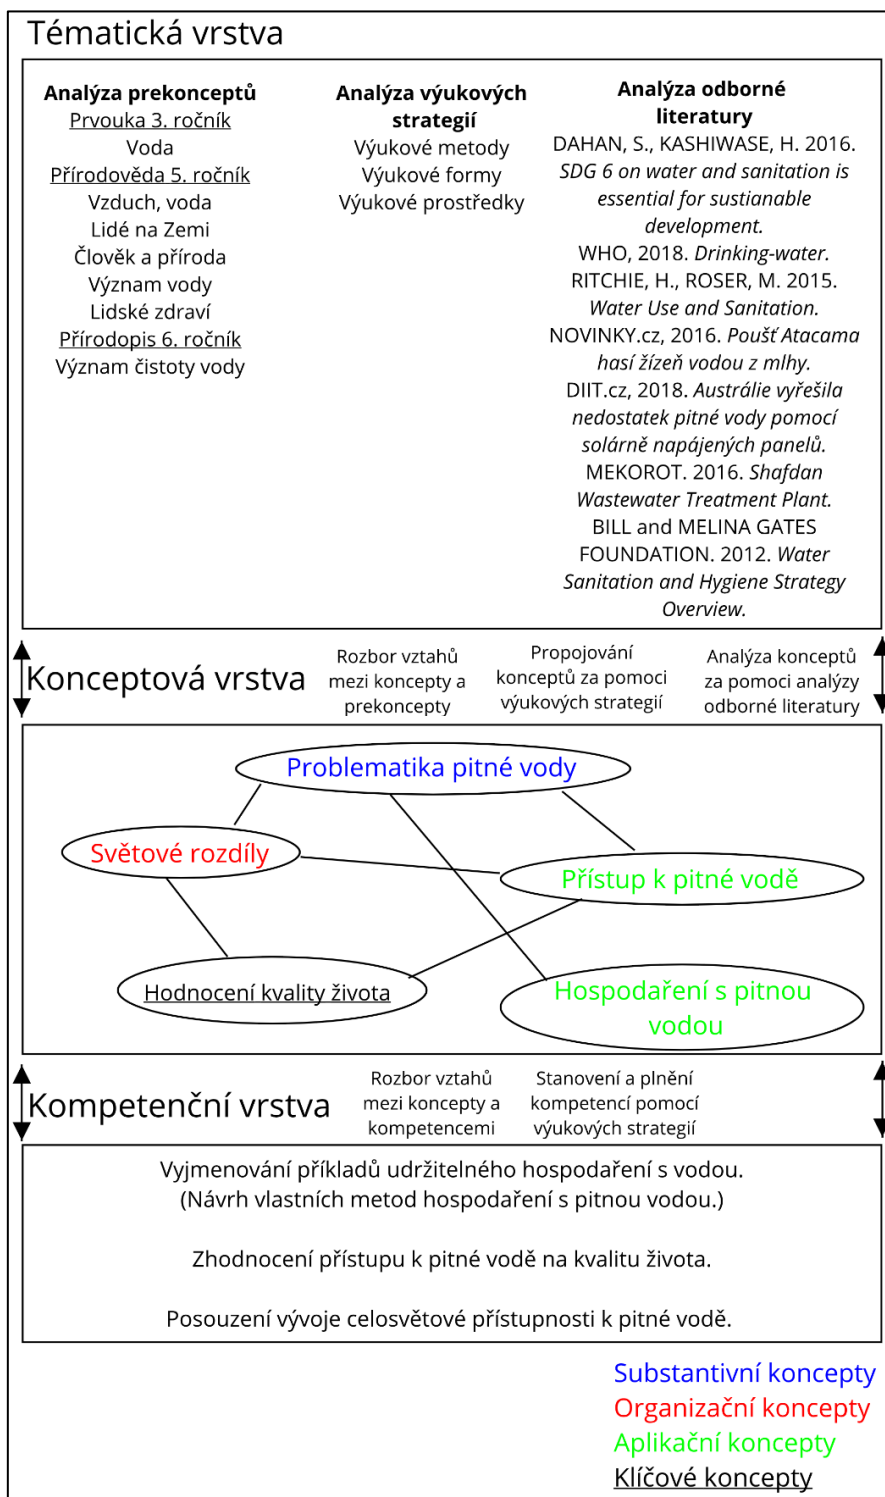 Tématická vrstva
Analýza prekonceptů
Prvouka 3. ročník
Voda
Přírodověda 5. ročník
Vzduch, voda
Lidé na Zemi
Člověk a příroda
Význam vody
Lidské zdraví
Přírodopis 6. ročník
Význam čistoty vody
Analýza výukových
strategií
Výukové metody
Výukové formy
Výukové prostředky
Analýza odborné
literatury
DAHAN, S., KASHIWASE, H. 2016.
SDG 6 on water and sanitation is
essential for sustianable
development.
WHO, 2018. Drinking-water.
RITCHIE, H., ROSER, M. 2015.
Water Use and Sanitation.
NOVINKY.cz, 2016. Poušť Atacama
hasí žízeň vodou z mlhy.
DIIT.cz, 2018. Austrálie vyřešila
nedostatek pitné vody pomocí
solárně napájených panelů.
MEKOROT. 2016. Shafdan
Wastewater Treatment Plant.
BILL and MELINA GATES
FOUNDATION. 2012. Water
Sanitation and Hygiene Strategy
Overview.
Konceptová vrstva
Rozbor vztahů
mezi koncepty a
prekoncepty
Propojování
konceptů za pomoci
výukových strategií
Analýza konceptů
za pomoci analýzy
odborné literatury
Problematika pitné vody
Světové rozdíly
Přístup k pitné vodě
Hodnocení kvality života
Hospodaření s pitnou
vodou
Kompetenční vrstva
Rozbor vztahů
mezi koncepty a
kompetencemi
Stanovení a plnění
kompetencí pomocí
výukových strategií
Vyjmenování příkladů udržitelného hospodaření s vodou.
(Návrh vlastních metod hospodaření s pitnou vodou.)
Zhodnocení přístupu k pitné vodě na kvalitu života.
Posouzení vývoje celosvětové přístupnosti k pitné vodě.
Substantivní koncepty
Organizační koncepty
Aplikační koncepty
Klíčové koncepty